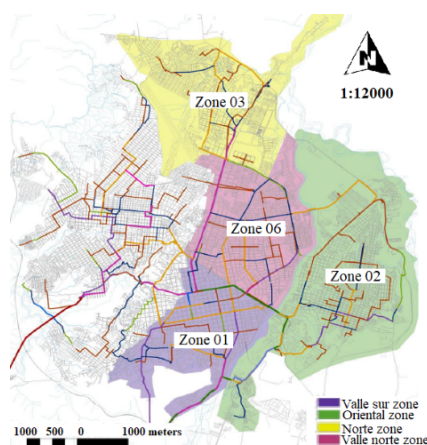 Zone 03
1:12000
Zone 06
Zone 02
Zone 01
1000 500 0 1000 meters
Valle sur zone
Oriental zone
Norte zone
Valle norte zone